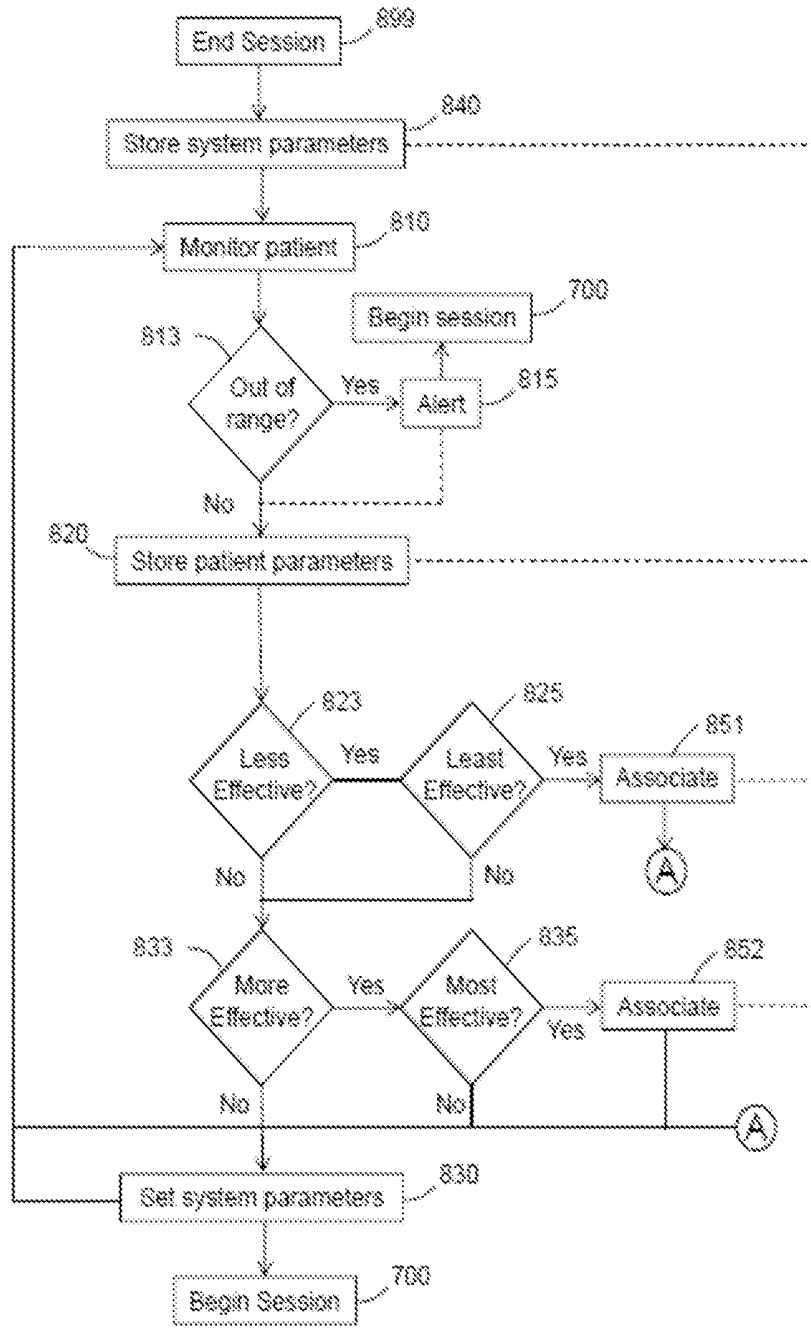 899
End Session
840
Store system parameters
Monitor patient
810
700
Begin session
813
Out of
range?
Yes
Alert
815
No
820
Store patient parameters
823
825
851
Less
Effective?
Yes
Least
Effective?
Yes
Associate
No
No
A
833
835
852
More
Effective?
Yes
Most
Effective?
Yes
Associate
No
No
A
Set system parameters
830
Begin Session
700